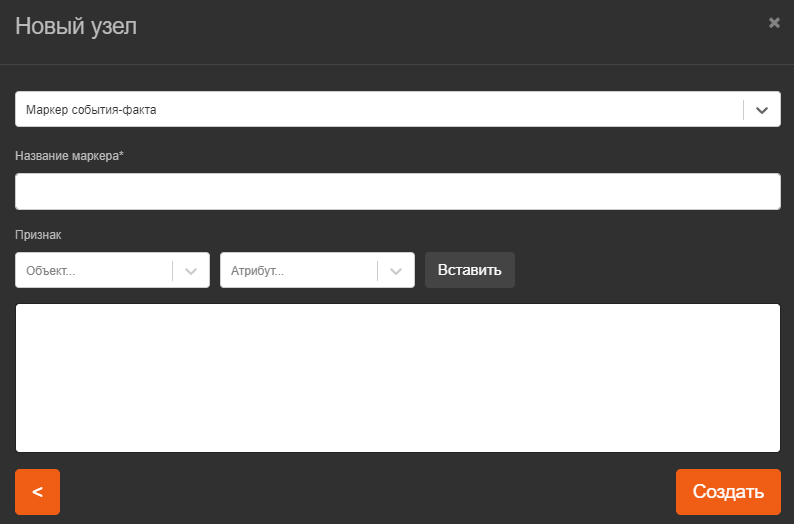 Новый узел
Маркер события-факта
Название маркера*
Признак
Объект... Атрибут... Вставить
< Создать